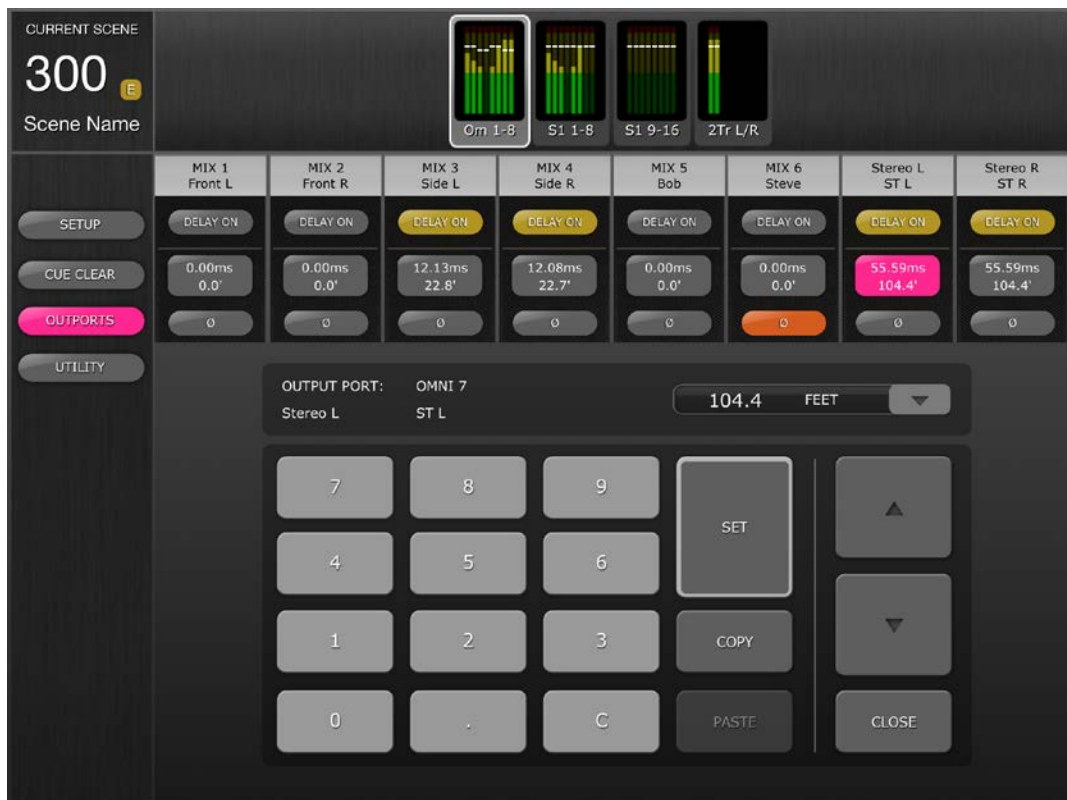 CURRENT SCENE
300 E
Scene Name
Om 1-8 S1 1-8 S1 9-16 2Tr L/R
MIX 1 MIX 2 MIX 3 MIX 4 MIX 5 MIX 6 Stereo L Stereo R
Front L Front R Side L Side R Bob Steve ST L ST R
DELAY ON DELAY ON DELAY ON DELAY ON DELAY ON DELAY ON DELAY ON DELAY ON
0.00ms 0.00ms 12.13ms 12.08ms 0.00ms 0.00ms 55.59ms 55.59ms
0.0' 0.0' 22.8' 22.7' 0.0' 0.0' 104.4' 104.4'
Ø Ø Ø Ø Ø Ø Ø Ø
SETUP
CUE CLEAR
OUTPORTS
UTILITY
OUTPUT PORT: OMNI 7
Stereo L ST L
104.4 FEET
7 8 9 SET
4 5 6
1 2 3 COPY
0 . C PASTE CLOSE